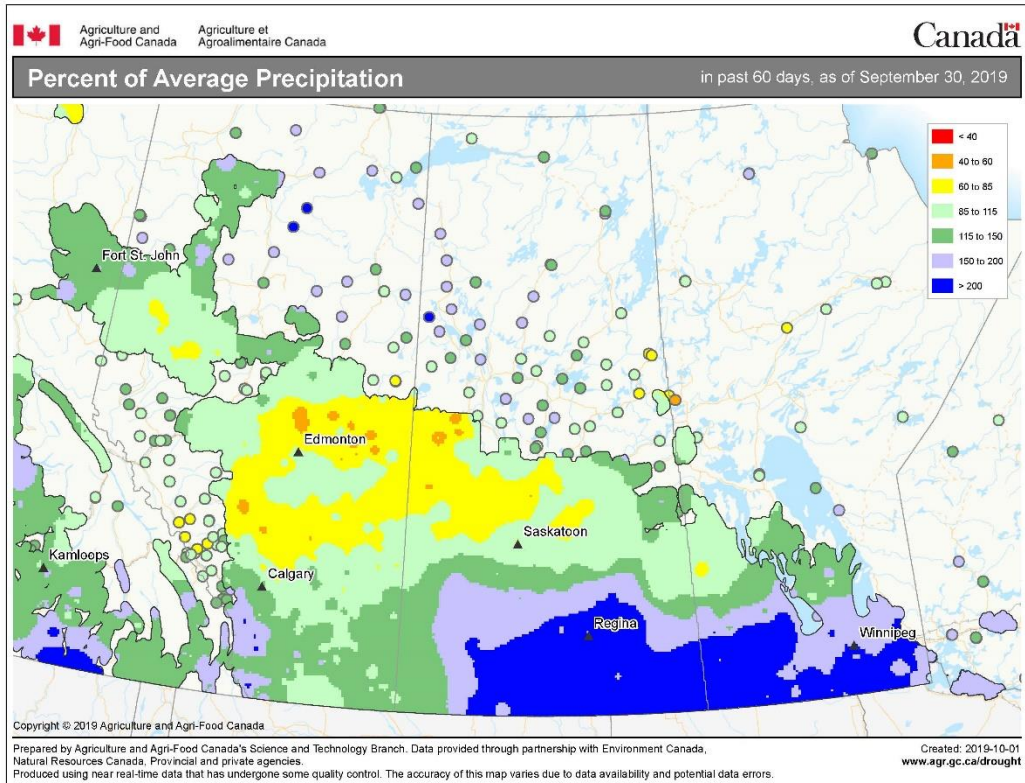 Agriculture and
Agri-Food Canada
Agriculture et
Agroalimentaire Canada
Canada
Percent of Average Precipitation
in past 60 days, as of September 30, 2019
< 40
40 to 60
60 to 85
85 to 115
115 to 150
150 to 200
> 200
Fort St. John
Edmonton
Saskatoon
Kamloops
Calgary
Regina
Winnipeg
Copyright © 2019 Agriculture and Agri-Food Canada
Prepared by Agriculture and Agri-Food Canada's Science and Technology Branch. Data provided through partnership with Environment Canada,
Natural Resources Canada, Provincial and private agencies.
Produced using near real-time data that has undergone some quality control. The accuracy of this map varies due to data availability and potential data errors.
Created: 2019-10-01
www.agr.gc.ca/drought